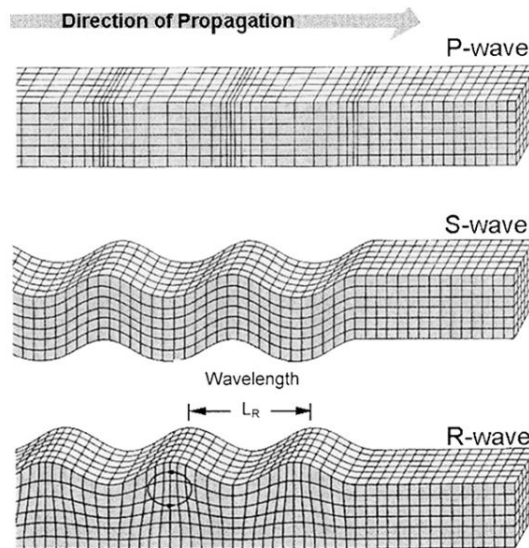 Direction of Propagation
P-wave
S-wave
Wavelength
L_R
R-wave